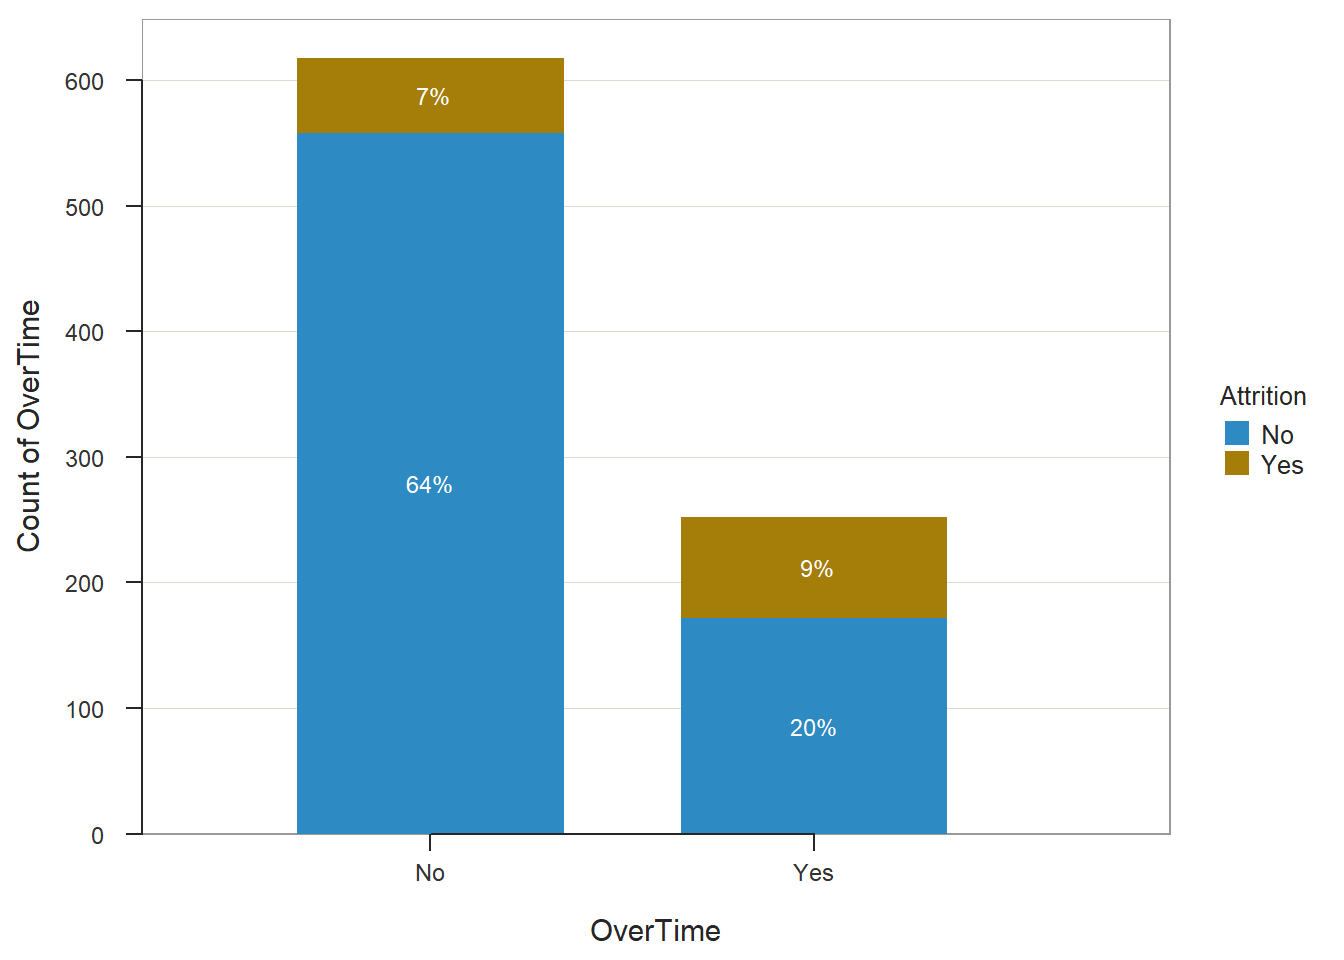 600
500
400
300
200
100
0
Count of OverTime
7%
64%
9%
20%
No
Yes
OverTime
Attrition
No
Yes